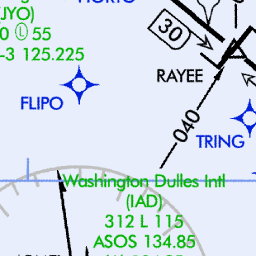 (JYO)
0 Ⓛ 55
-3 125.225
30
RAYEE
FLIPO
040
TRING
Washington Dulles Intl
(IAD)
312 L 115
ASOS 134.85